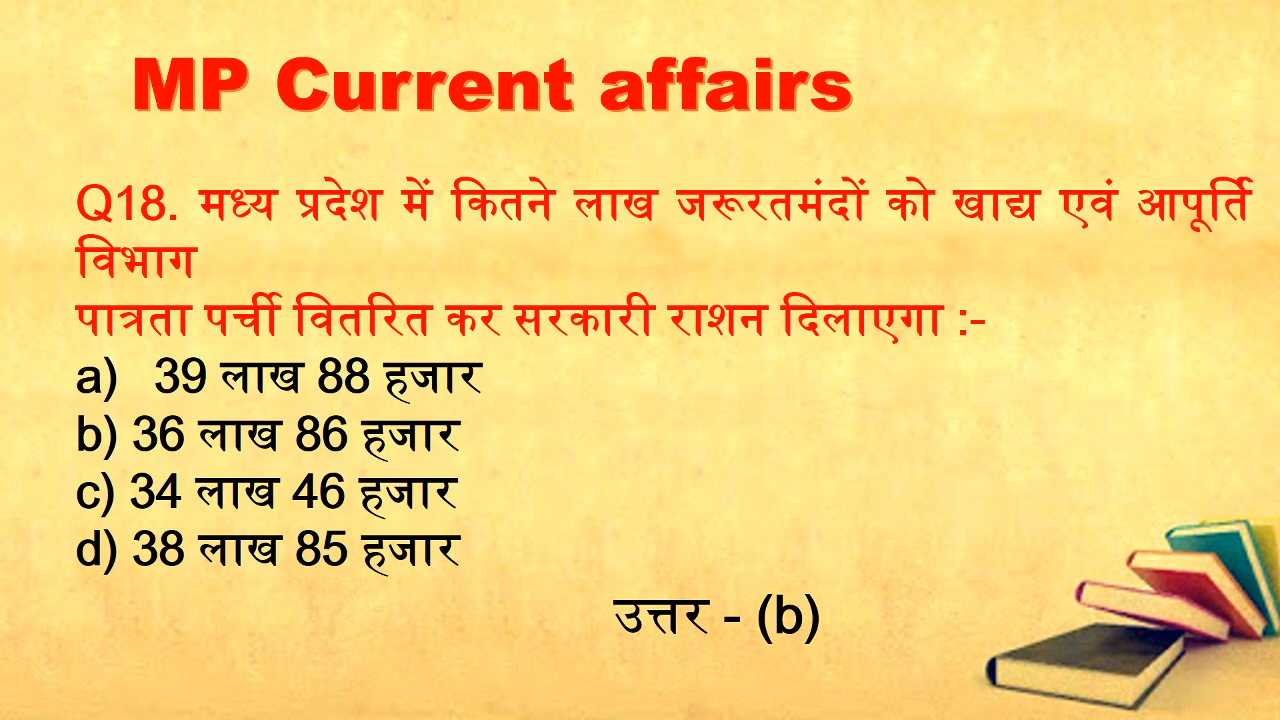 MP Current affairs
Q18. मध्य प्रदेश में कितने लाख जरूरतमंदों को खाद्य एवं आपूर्ति
विभाग
पात्रता पर्ची वितरित कर सरकारी राशन दिलाएगा :-
a) 39 लाख 88 हजार
b) 36 लाख 86 हजार
c) 34 लाख 46 हजार
d) 38 लाख 85 हजार
उत्तर - (b)